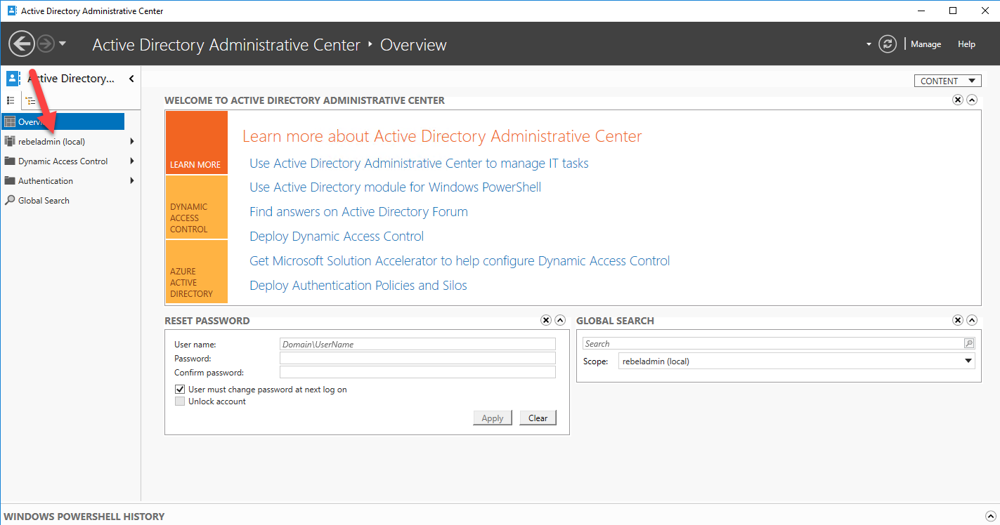 Active Directory Administrative Center
Active Directory Administrative Center • Overview
Manage
Help
Active Directory...
CONTENT
Overview
rebeladmin (local)
Dynamic Access Control
Authentication
Global Search
WELCOME TO ACTIVE DIRECTORY ADMINISTRATIVE CENTER
LEARN MORE
DYNAMIC
ACCESS
CONTROL
AZURE
ACTIVE
DIRECTORY
Learn more about Active Directory Administrative Center
Use Active Directory Administrative Center to manage IT tasks
Use Active Directory module for Windows PowerShell
Find answers on Active Directory Forum
Deploy Dynamic Access Control
Get Microsoft Solution Accelerator to help configure Dynamic Access Control
Deploy Authentication Policies and Silos
RESET PASSWORD
User name:
Domain\UserName
Password:
Confirm password:
User must change password at next log on
Unlock account
Apply
Clear
GLOBAL SEARCH
Search
Scope:
rebeladmin (local)
WINDOWS POWERSHELL HISTORY